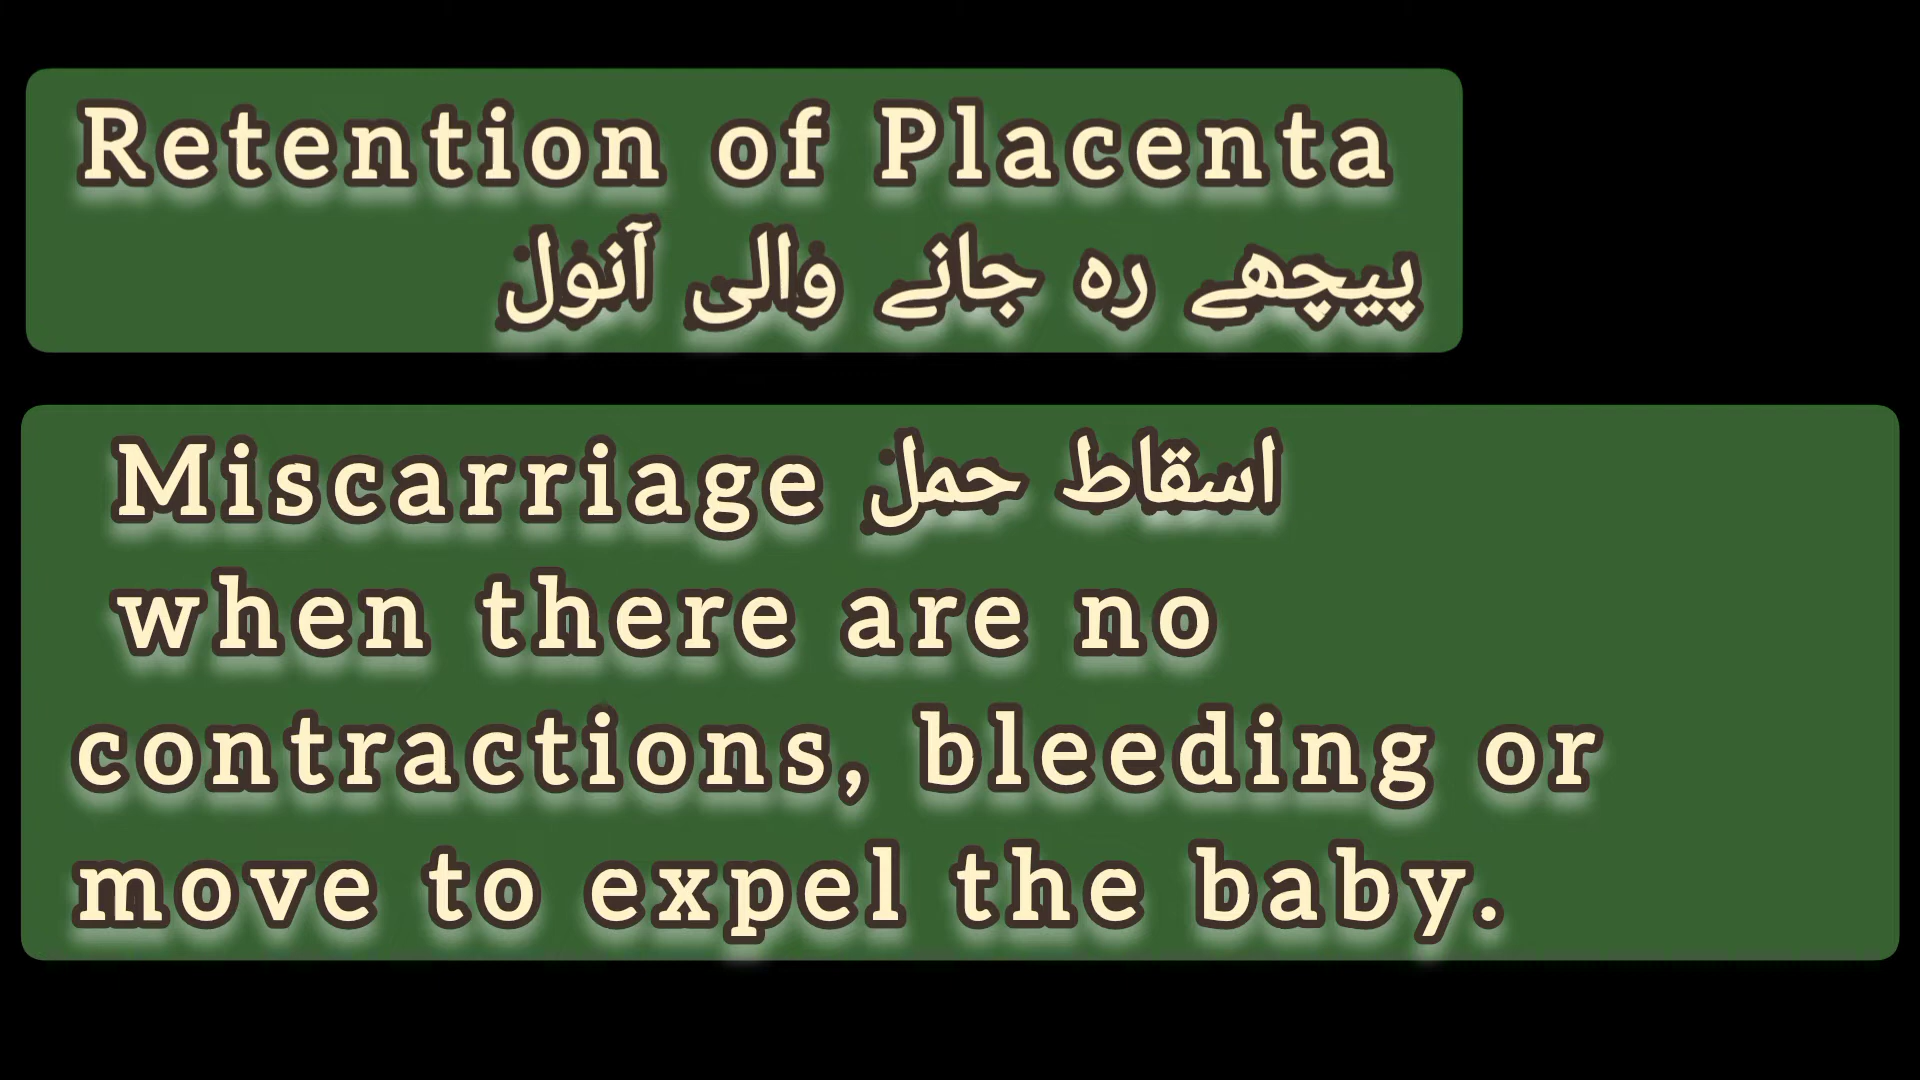 Retention of Placenta
پیچھے رہ جانے والی آنول
Miscarriage اسقاط حمل
when there are no
contractions, bleeding or
move to expel the baby.